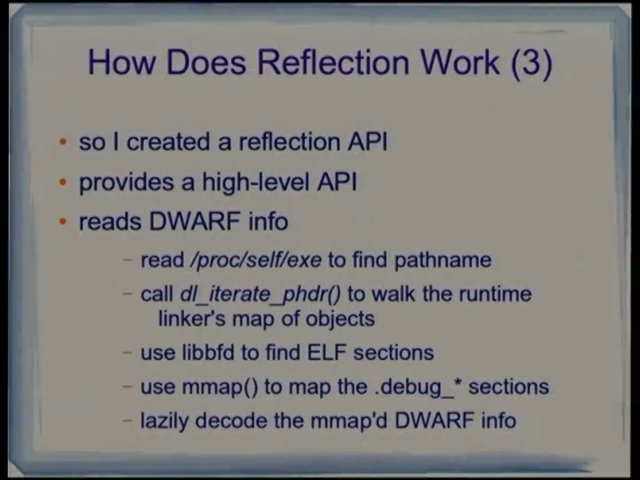 How Does Reflection Work (3)
• so I created a reflection API
• provides a high-level API
• reads DWARF info
– read /proc/self/exe to find pathname
– call dl_iterate_phdr() to walk the runtime
linker's map of objects
– use libbfd to find ELF sections
– use mmap() to map the .debug_* sections
– lazily decode the mmap'd DWARF info